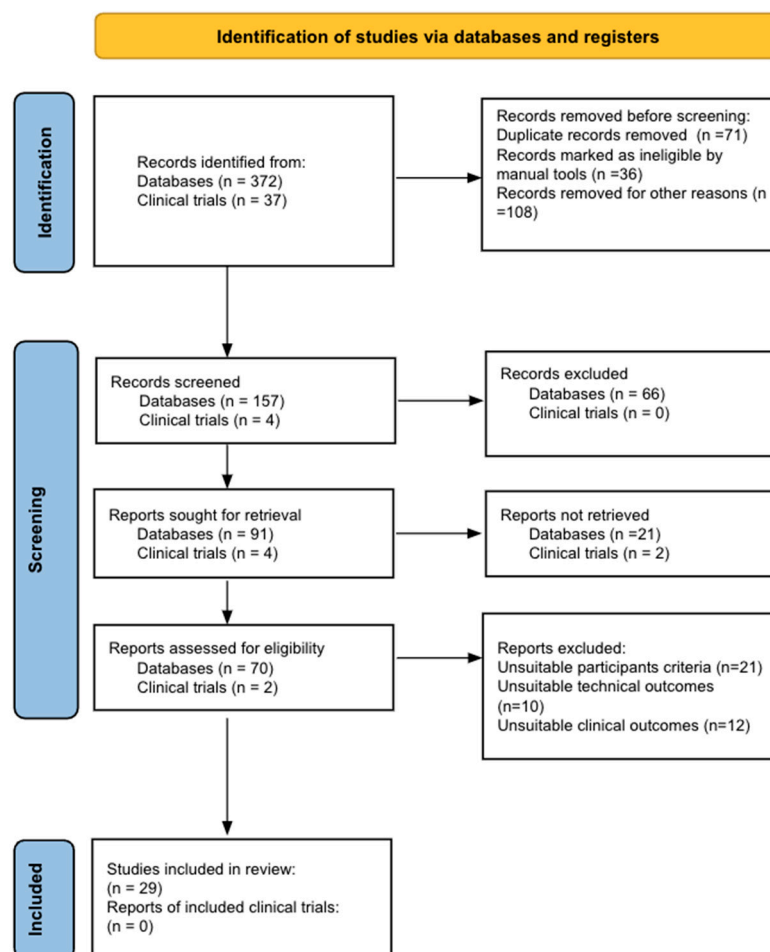 Identification of studies via databases and registers
Identification
Records identified from:
Databases (n = 372)
Clinical trials (n = 37)
Records removed before screening:
Duplicate records removed (n =71)
Records marked as ineligible by
manual tools (n =36)
Records removed for other reasons (n
=108)
Screening
Records screened
Databases (n = 157)
Clinical trials (n = 4)
Records excluded
Databases (n = 66)
Clinical trials (n = 0)
Reports sought for retrieval
Databases (n = 91)
Clinical trials (n = 4)
Reports not retrieved
Databases (n =21)
Clinical trials (n = 2)
Reports assessed for eligibility
Databases (n = 70)
Clinical trials (n = 2)
Reports excluded:
Unsuitable participants criteria (n=21)
Unsuitable technical outcomes
(n=10)
Unsuitable clinical outcomes (n=12)
Included
Studies included in review:
(n = 29)
Reports of included clinical trials:
(n = 0)